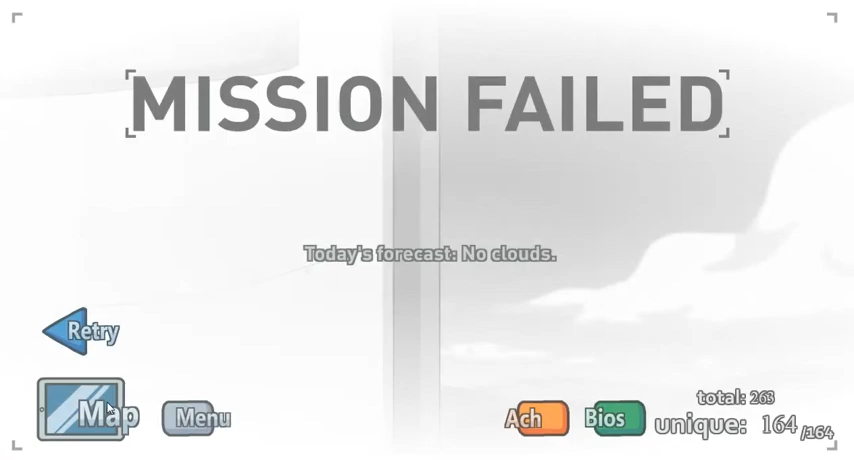 MISSION FAILED
Today's forecast: No clouds.
Retry
Map
Menu
Ach
Bios
total: 263
unique: 164 /164